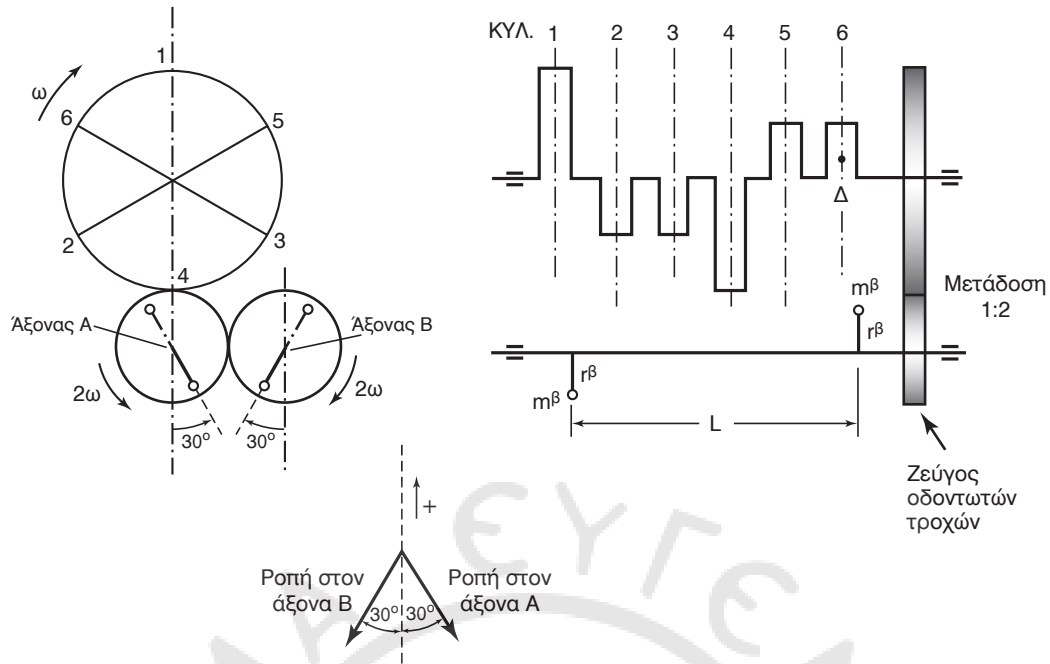 ΚΥΛ. 1 2 3 4 5 6
1
ω
6
5
2
3
4
Άξονας Α
Άξονας Β
2ω
2ω
30°
30°
Δ
mβ
rβ
mβ
rβ
L
Μετάδοση
1:2
Ζεύγος
οδοντωτών
τροχών
+
Ροπή στον
άξονα Β
Ροπή στον
άξονα Α
30°
30°
Α ΕΥΓΕ